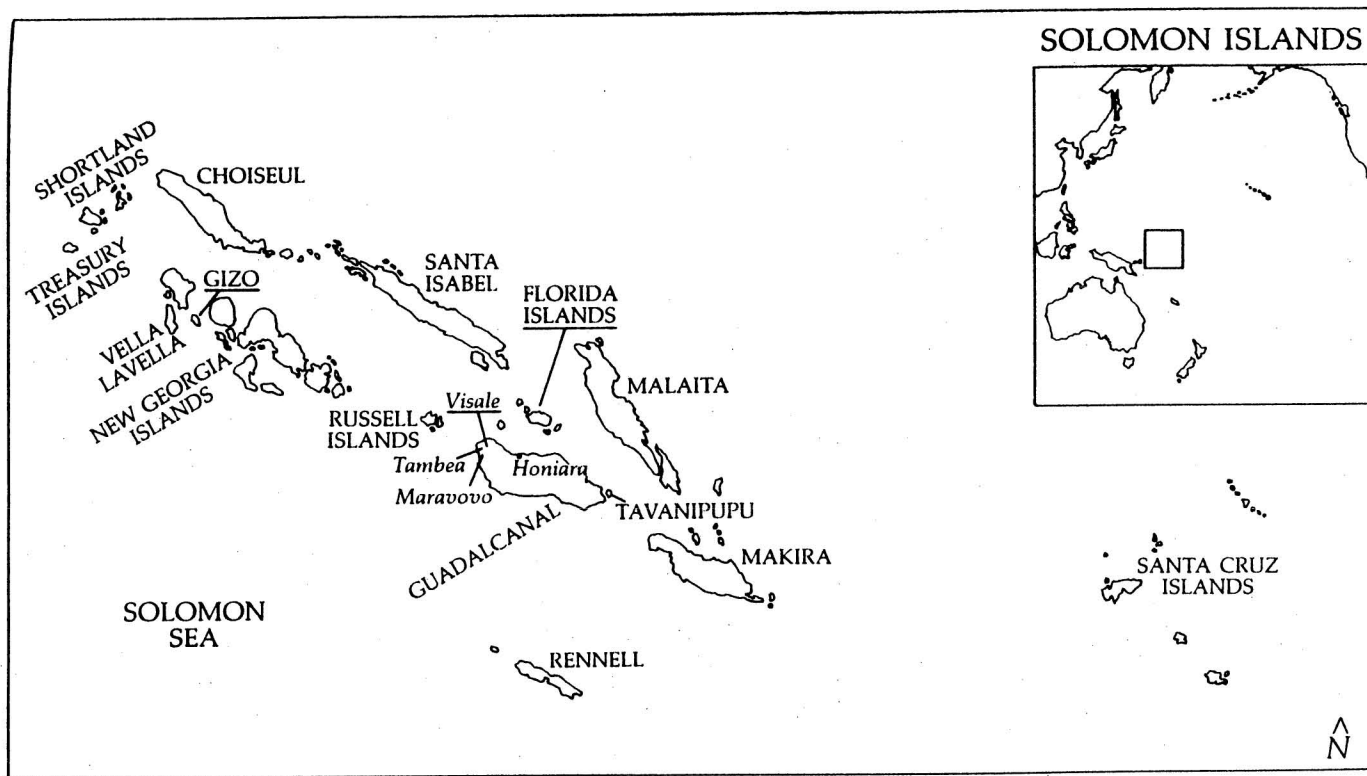 SOLOMON ISLANDS
SHORTLAND
ISLANDS
CHOISEUL
TREASURY
ISLANDS
GIZO
SANTA
ISABEL
FLORIDA
ISLANDS
VELLA
LAVELLA
NEW GEORGIA
ISLANDS
MALAITA
RUSSELL
ISLANDS
Visale
Tambea
Honiara
Maravovo
TAVANIPUPU
GUADALCANAL
MAKIRA
SANTA CRUZ
ISLANDS
SOLOMON
SEA
RENNELL
N